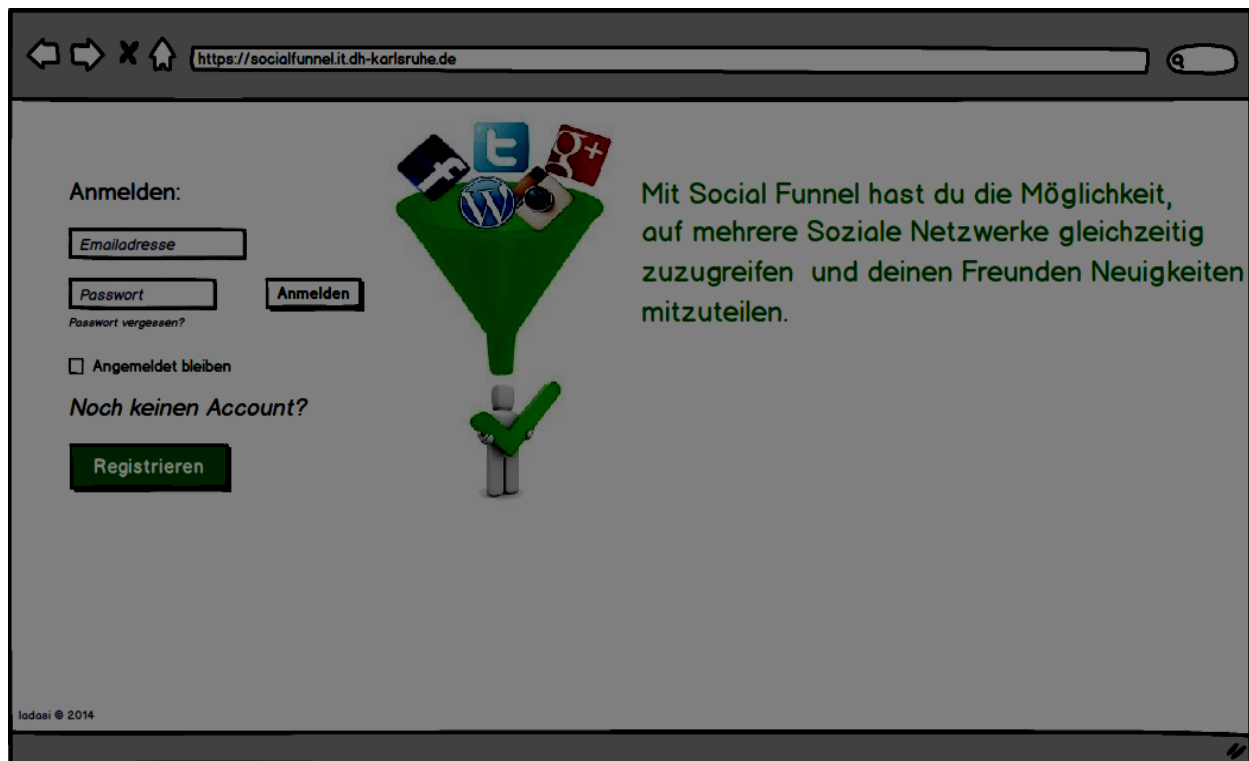 https://socialfunnel.it.dh-karlsruhe.de
Anmelden:
Emailadresse
Passwort
Anmelden
Passwort vergessen?
Angemeldet bleiben
Noch keinen Account?
Registrieren
Mit Social Funnel hast du die Möglichkeit,
auf mehrere Soziale Netzwerke gleichzeitig
zuzugreifen und deinen Freunden Neuigkeiten
mitzuteilen.
ladasi © 2014